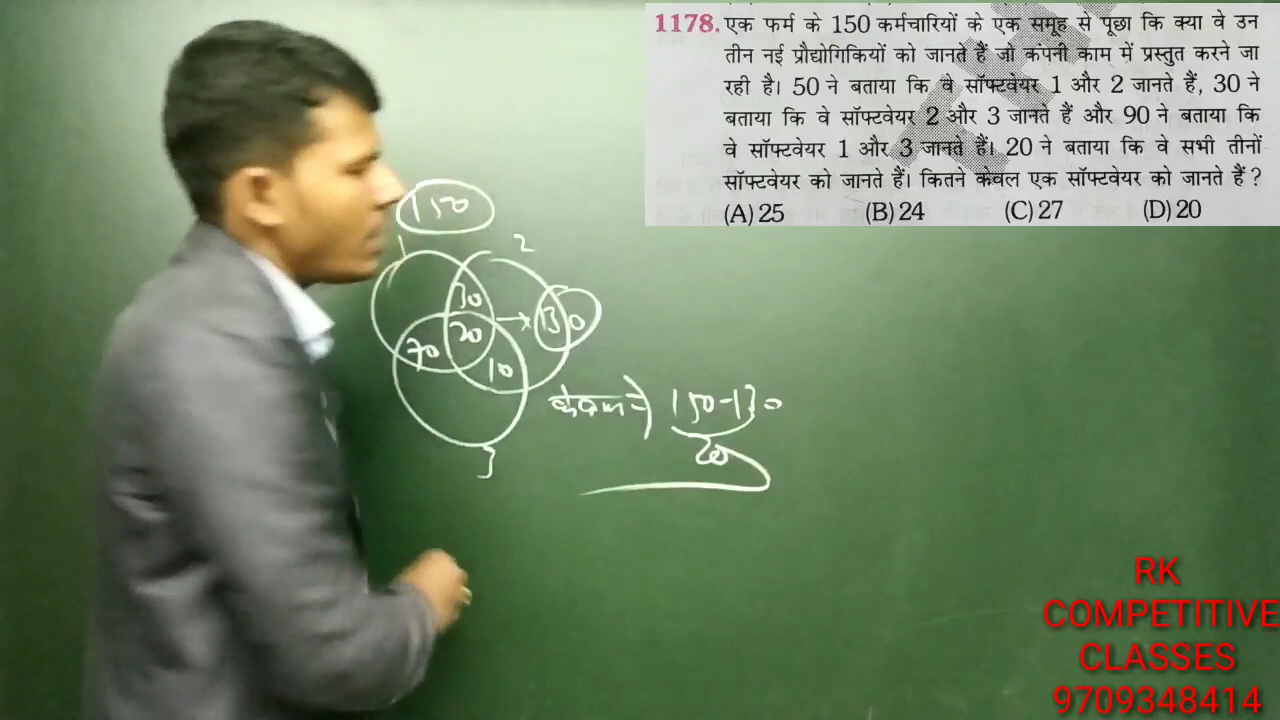 1178. एक फर्म के 150 कर्मचारियों के एक समूह से पूछा कि क्या वे उन
तीन नई प्रौद्योगिकियों को जानते हैं जो कंपनी काम में प्रस्तुत करने जा
रही है। 50 ने बताया कि वे सॉफ्टवेयर 1 और 2 जानते हैं, 30 ने
बताया कि वे सॉफ्टवेयर 2 और 3 जानते हैं और 90 ने बताया कि
वे सॉफ्टवेयर 1 और 3 जानते हैं। 20 ने बताया कि वे सभी तीनों
सॉफ्टवेयर को जानते हैं। कितने केवल एक सॉफ्टवेयर को जानते हैं ?
(A) 25 (B) 24 (C) 27 (D) 20
150
1 2
30
20 → 130
70 10
150-130
20
3
RK
COMPETITIVE
CLASSES
9709348414